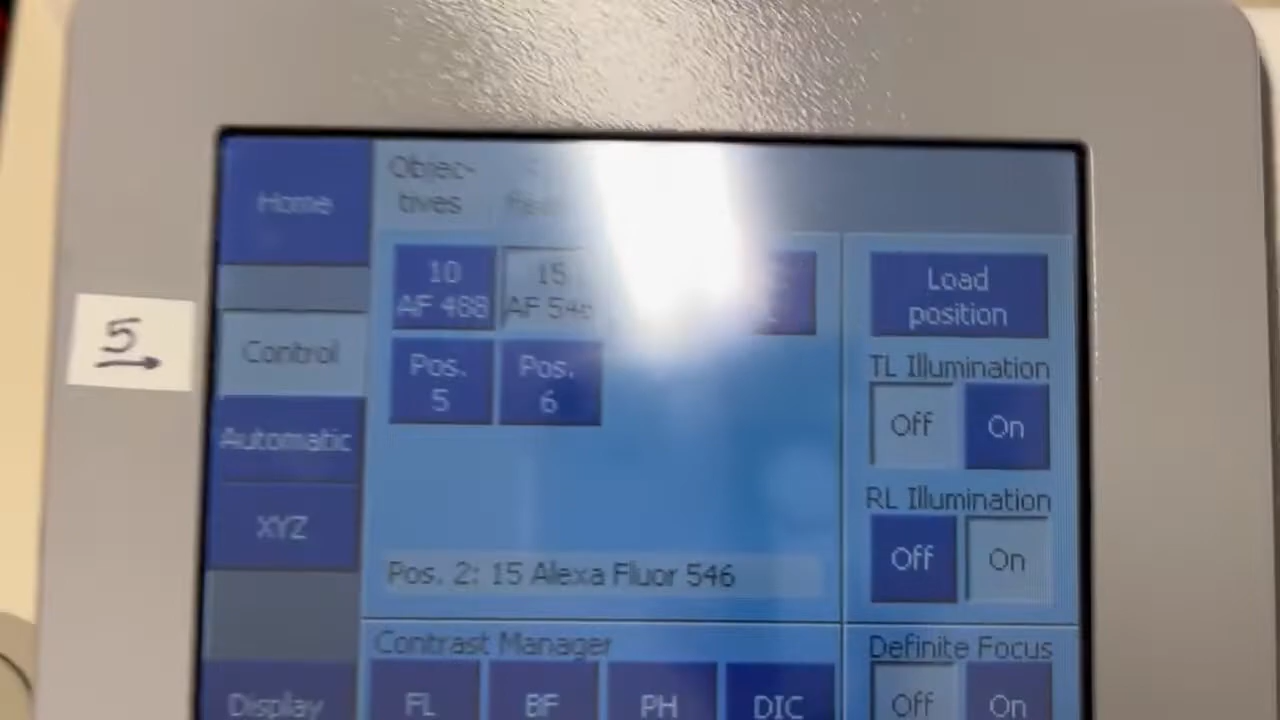 Home
Objec-
tives
10
AF 488
15
AF 546
Load
position
5
Control
Pos.
5
Pos.
6
TL Illumination
Off
On
Automatic
RL Illumination
XYZ
Off
On
Pos. 2: 15 Alexa Fluor 546
Contrast Manager
Definite Focus
Display
FL
BF
PH
DIC
Off
On